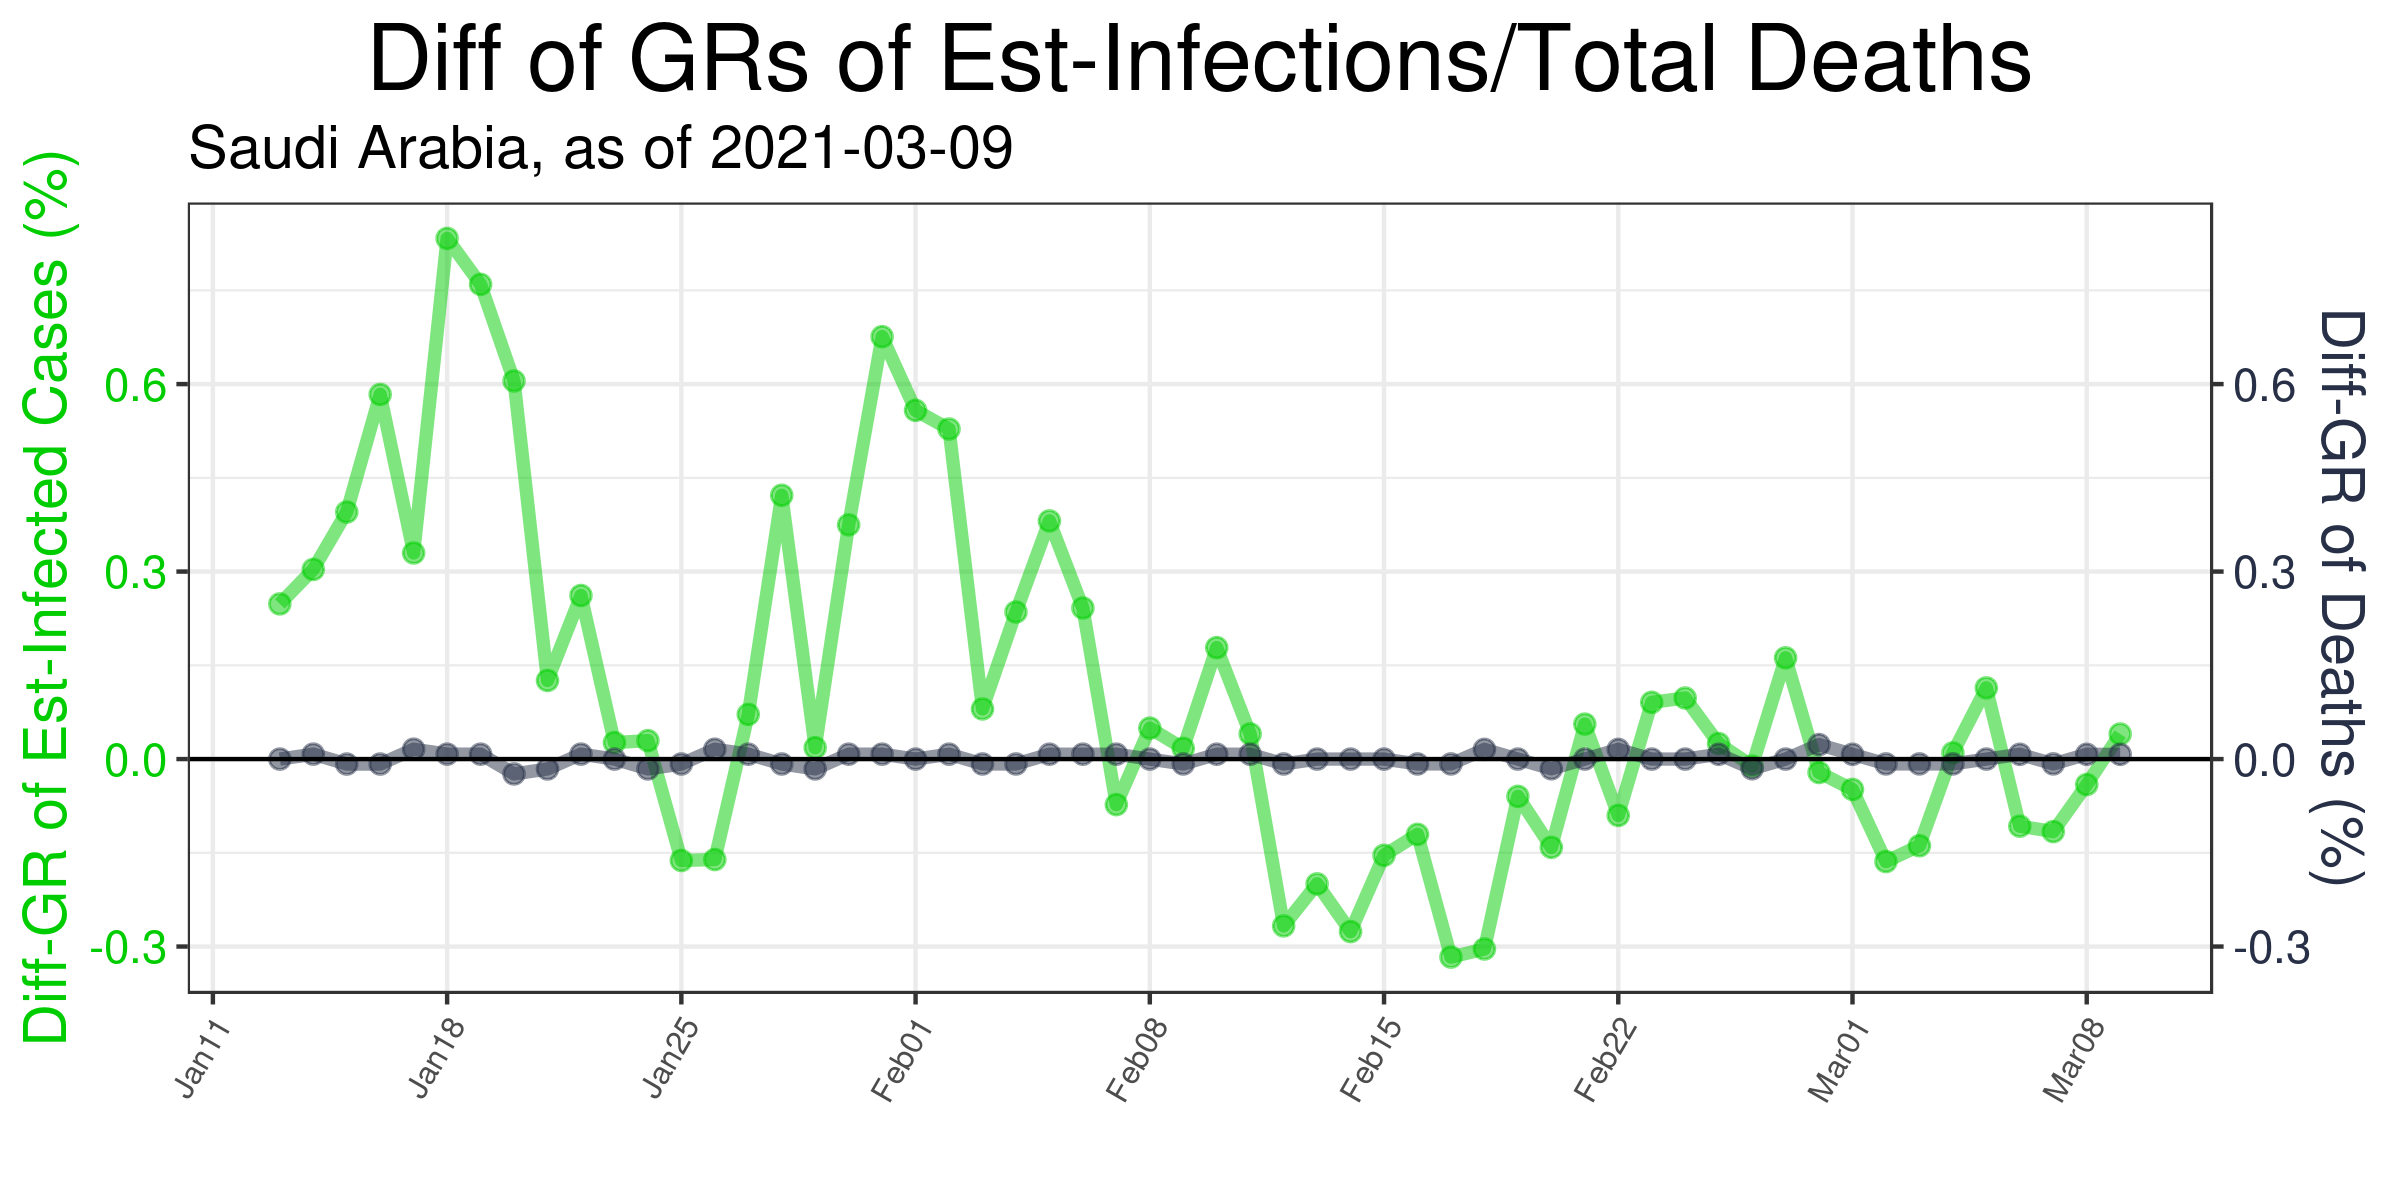 Diff of GRs of Est-Infections/Total Deaths
Saudi Arabia, as of 2021-03-09
Diff-GR of Est-Infected Cases (%)
0.6
0.3
0.0
-0.3
0.6
0.3
0.0
-0.3
Diff-GR of Deaths (%)
Jan11
Jan18
Jan25
Feb01
Feb08
Feb15
Feb22
Mar01
Mar08